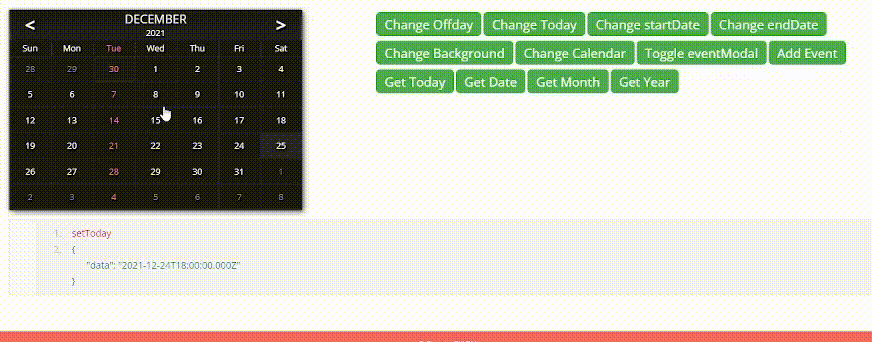 < DECEMBER >
2021
Sun Mon Tue Wed Thu Fri Sat
28 29 30 1 2 3 4
5 6 7 8 9 10 11
12 13 14 15 16 17 18
19 20 21 22 23 24 25
26 27 28 29 30 31 1
2 3 4 5 6 7 8
Change Offday Change Today Change startDate Change endDate
Change Background Change Calendar Toggle eventModal Add Event
Get Today Get Date Get Month Get Year
1. setToday
2. {
"data": "2021-12-24T18:00:00.000Z"
}